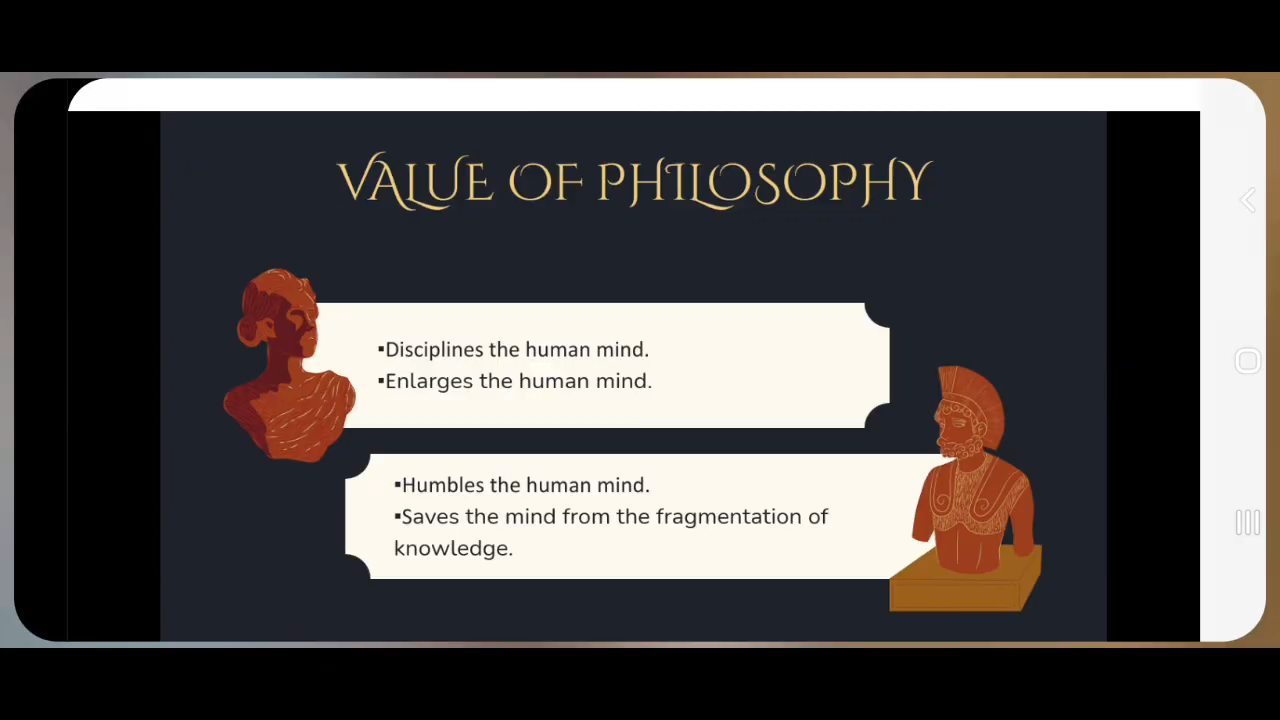 VALUE OF PHILOSOPHY
▪Disciplines the human mind.
▪Enlarges the human mind.
▪Humbles the human mind.
▪Saves the mind from the fragmentation of
knowledge.